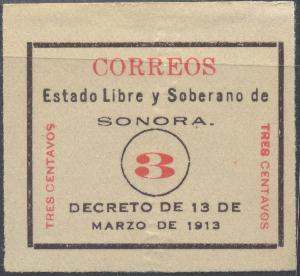 CORREOS
Estado Libre y Soberano de
SONORA.
TRES CENTAVOS
3
TRES CENTAVOS
DECRETO DE 13 DE
MARZO DE 1913